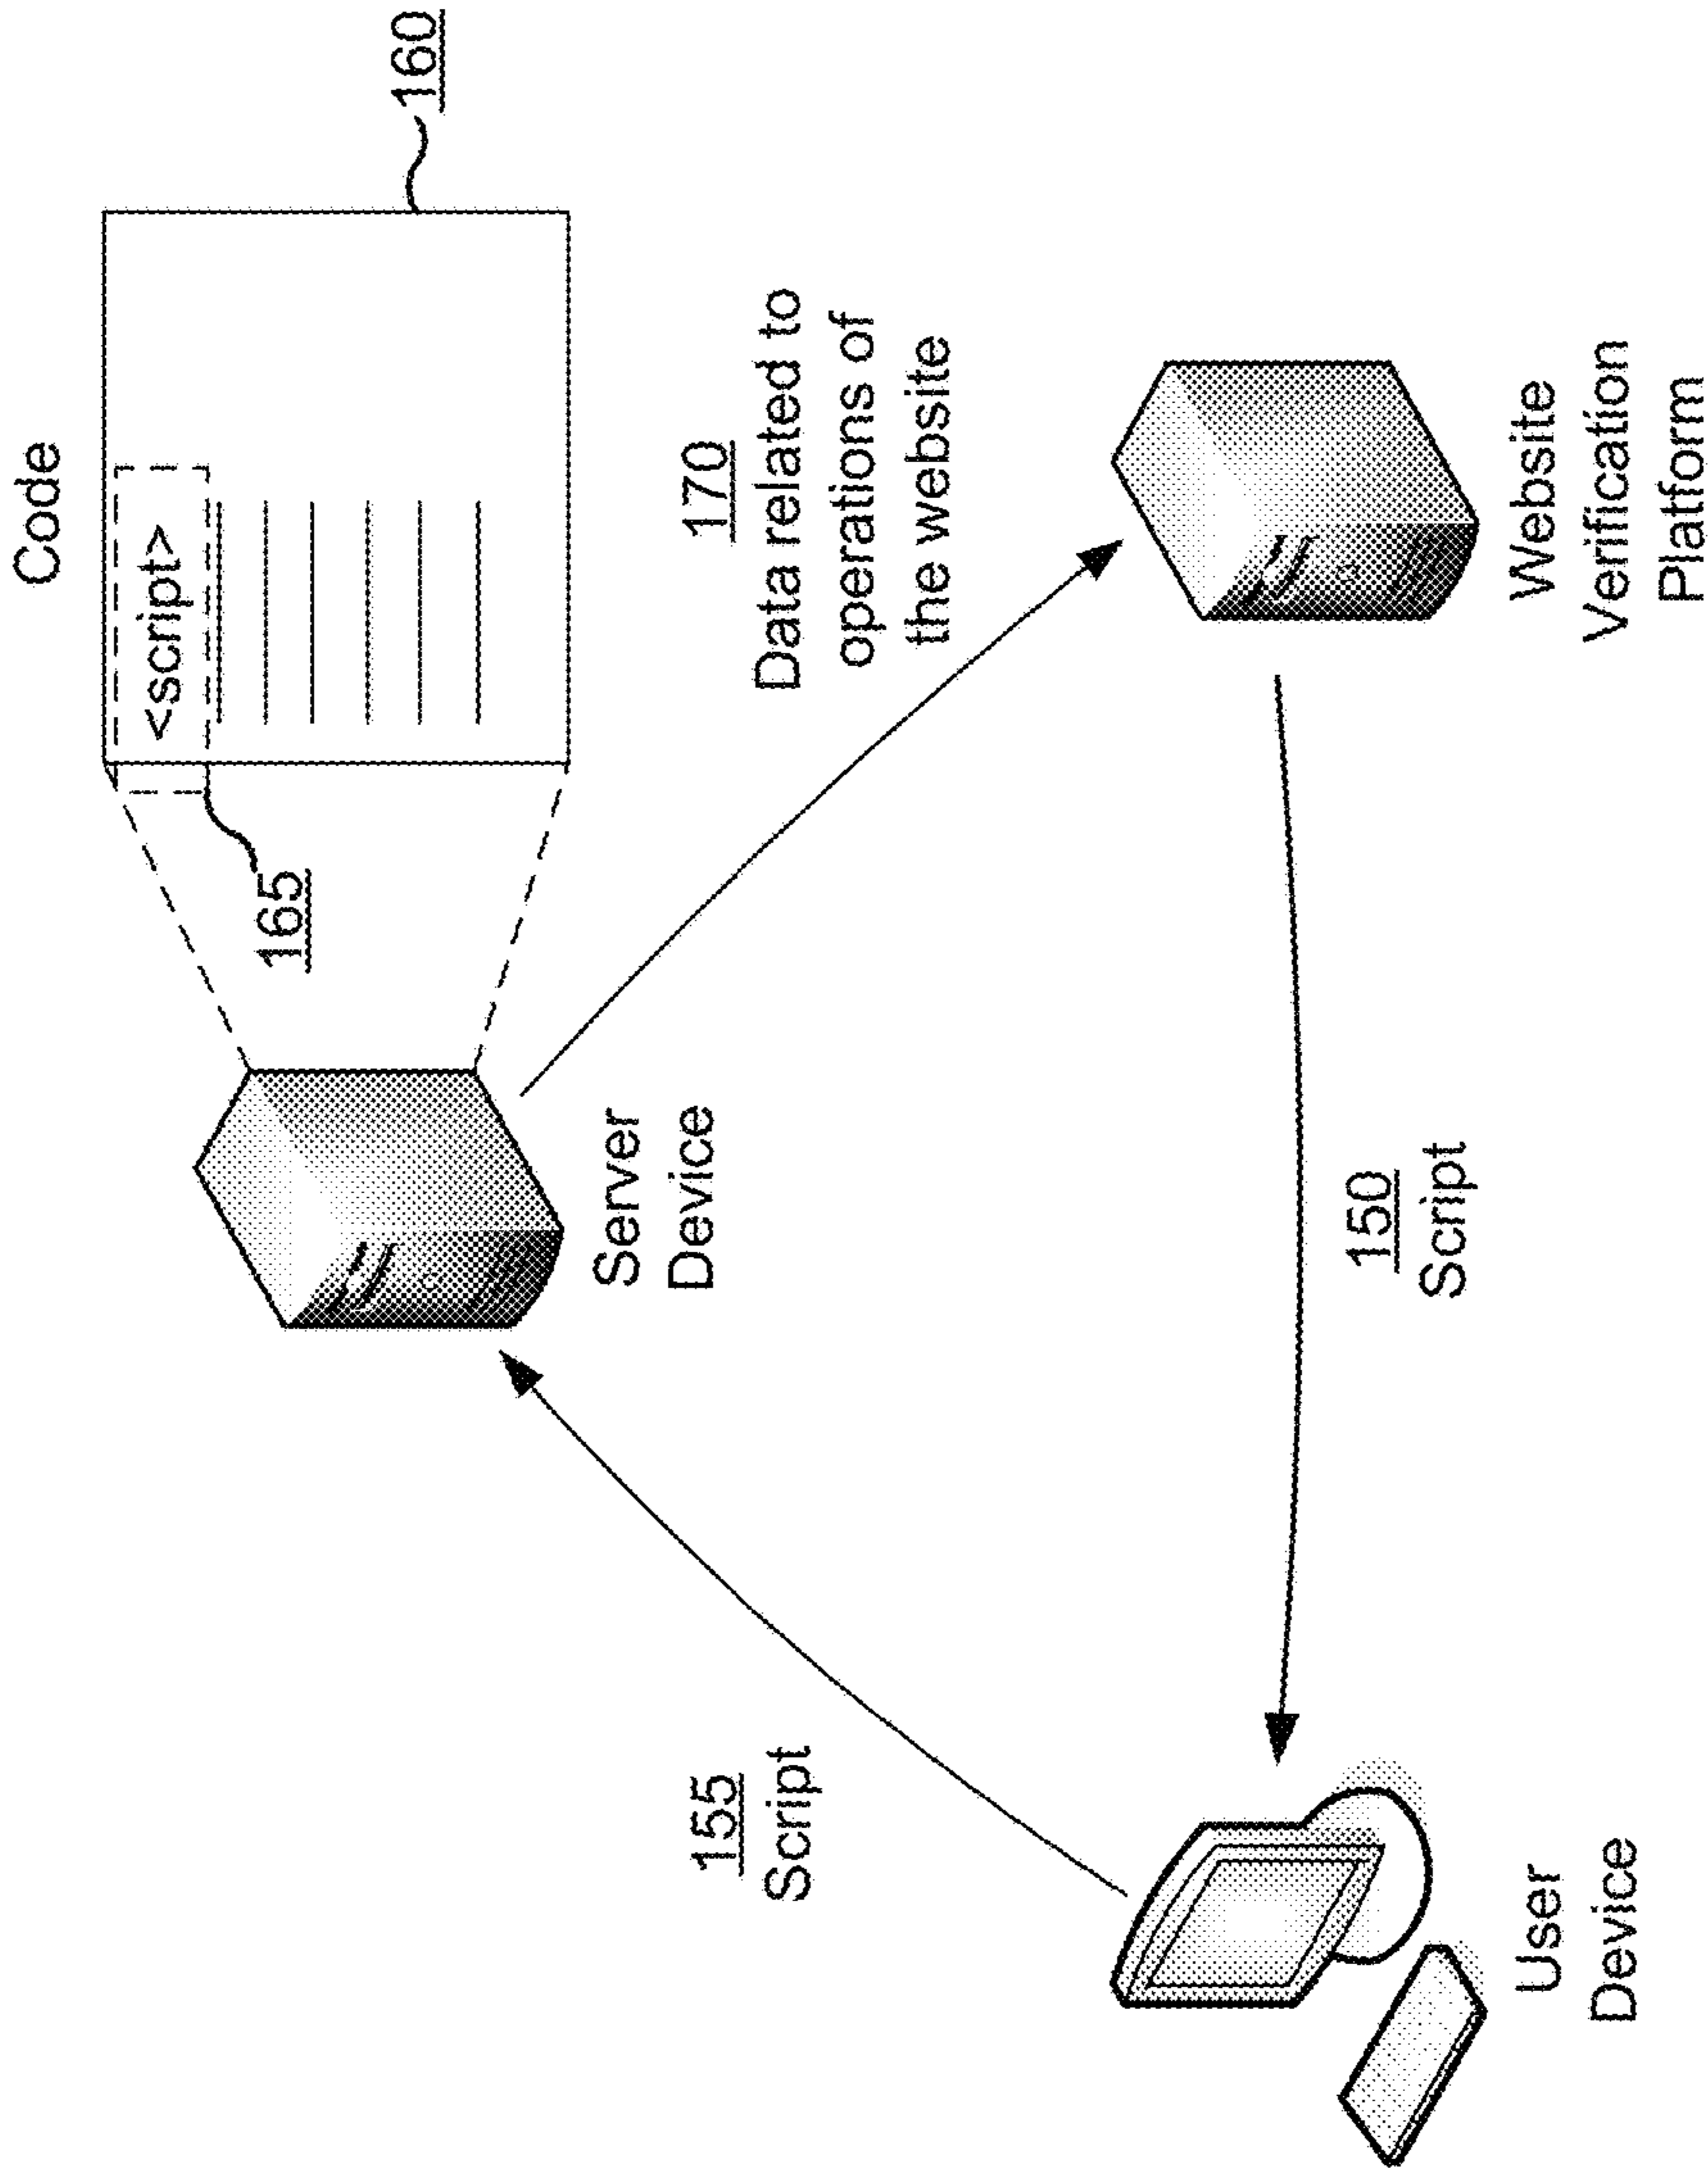 Code
<script>
160
165
Server
Device
170
Data related to
operations of
the website
155
Script
150
Script
User
Device
Website
Verification
Platform